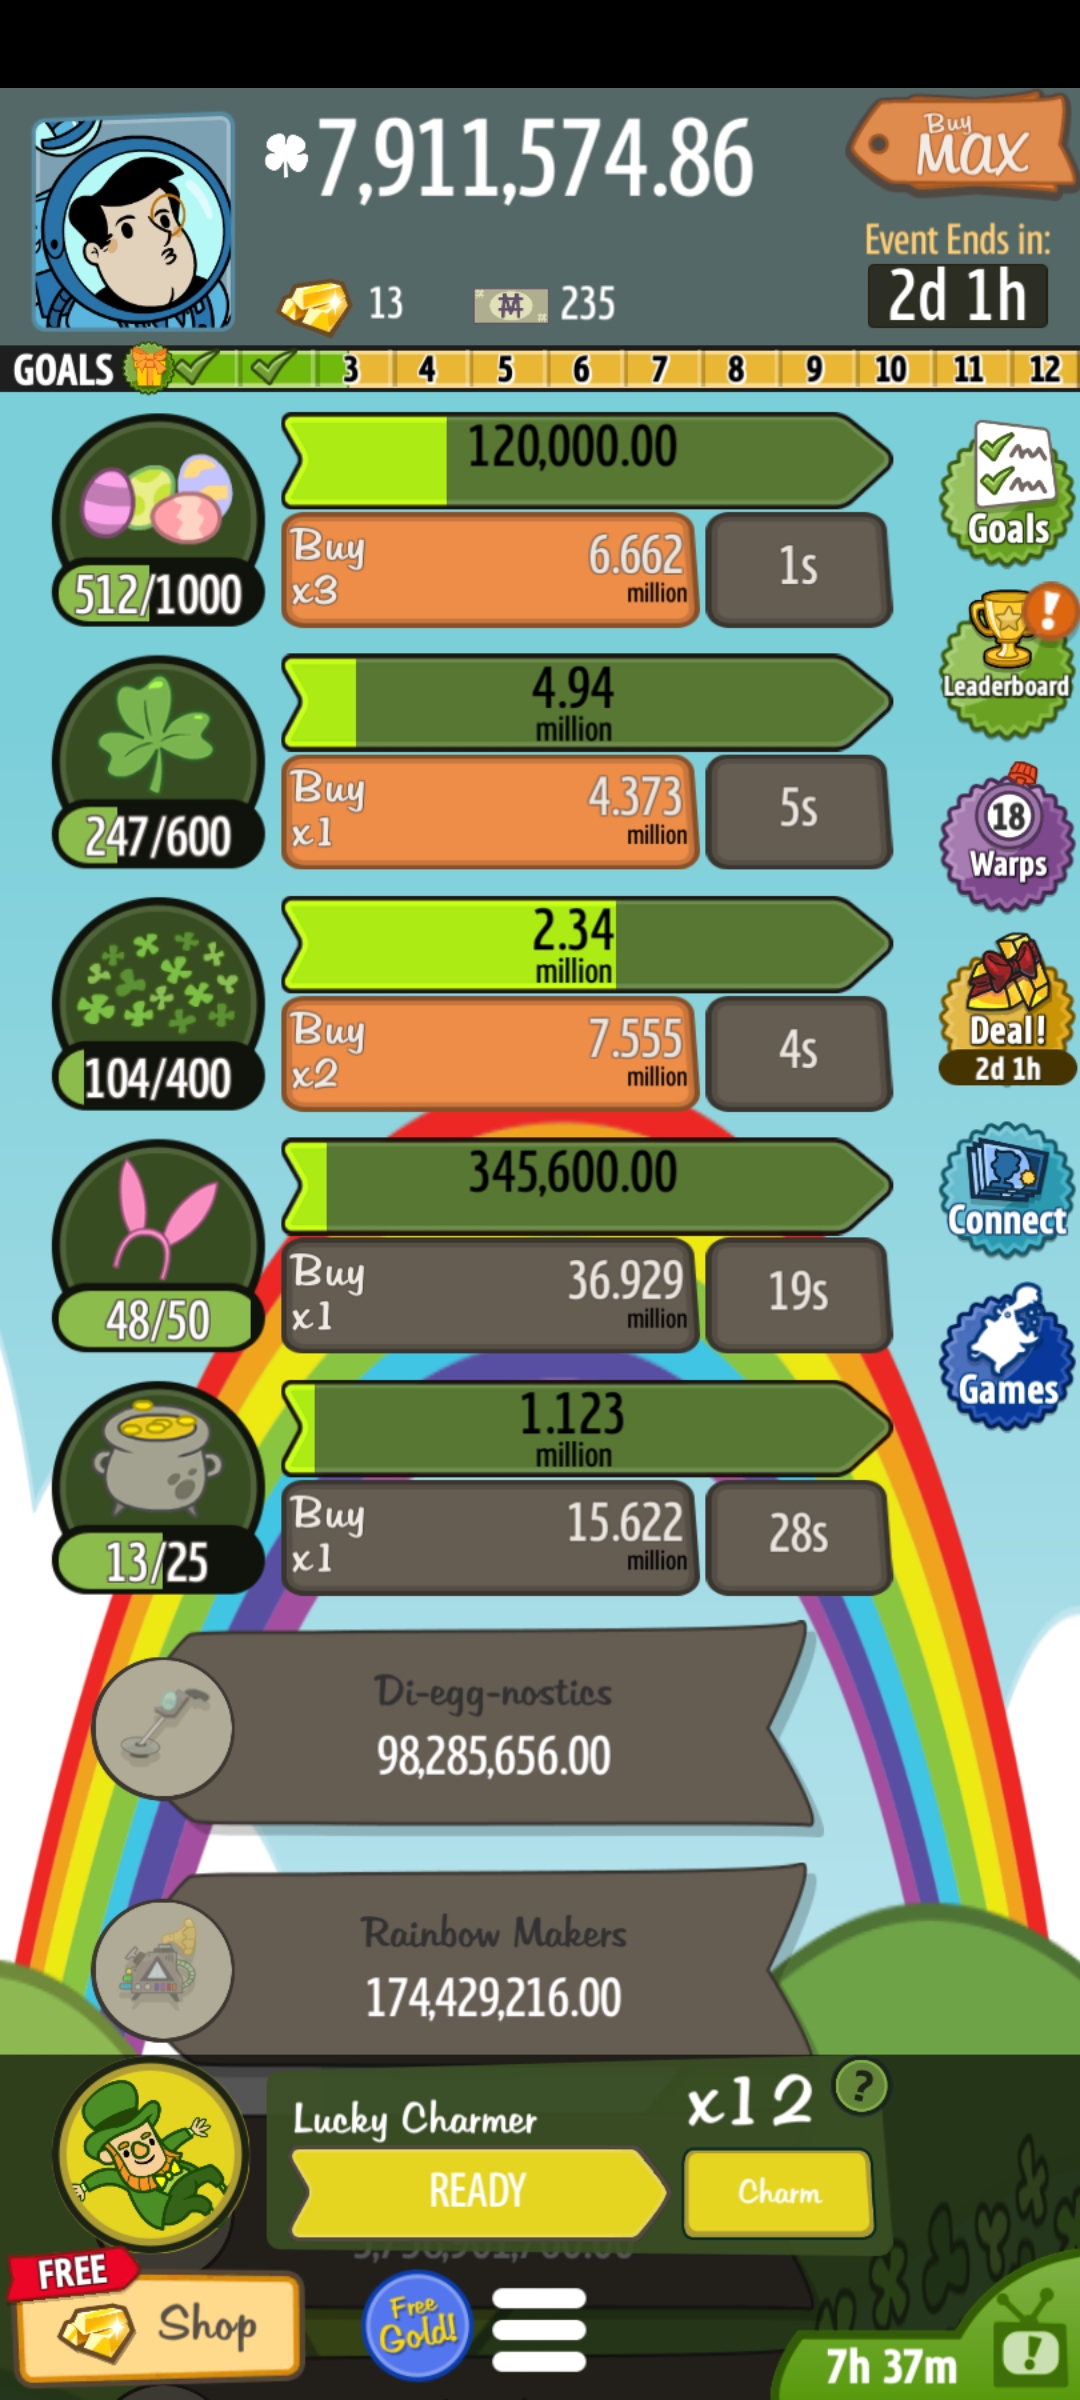 7,911,574.86
Buy
MAX
Event Ends in:
2d 1h
13
235
GOALS 3 4 5 6 7 8 9 10 11 12
120,000.00
512/1000
Buy
x3
6.662
million
1s
Goals
4.94
million
247/600
Buy
x1
4.373
million
5s
!
Leaderboard
18
Warps
2.34
million
104/400
Buy
x2
7.555
million
4s
Deal!
2d 1h
345,600.00
48/50
Buy
x1
36.929
million
19s
Connect
Games
1.123
million
13/25
Buy
x1
15.622
million
28s
Di-egg-nostics
98,285,656.00
Rainbow Makers
174,429,216.00
Lucky Charmer
x12
?
READY
Charm
FREE
Shop
Free
Gold!
7h 37m
!